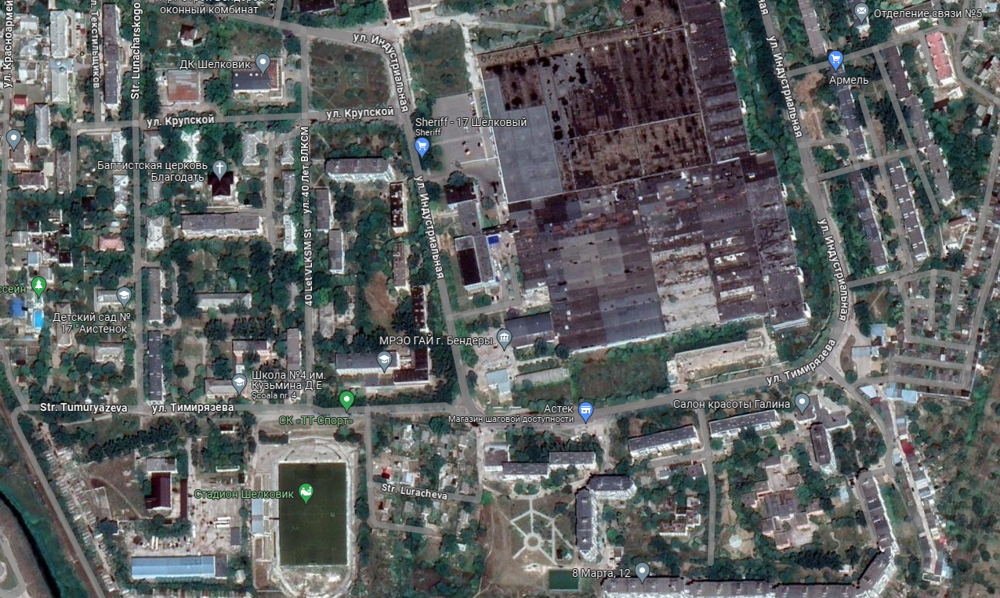 оконный комбинат
Отделение связи №5
ул. Красноармей
ул. Текстильщиков
Str. Lunacharskogo
ул. Индустриальная
ул. Индустриальная
ДК Шелковик
Армель
ул. Крупской
ул. Крупской
Sheriff - 17 Шелковый
Sheriff
Баптистская церковь
Благодать"
ул. 40 Лет ВЛКСМ
40 Let VLKSM St
ул. Индустриальная
ул. Индустриальная
ссейн
Детский сад №
17 "Аистенок"
МРЭО ГАИ г. Бендеры
Школа №4 им.
Кузьмина Д.Е
Școala nr. 4
ул. Тимирязева
Str. Tumuryazeva
ул. Тимирязева
СК «ТТ-Спорт»
Астек
Магазин шаговой доступности
Салон красоты Галина
Стадион Шелковик
Str. Luracheva
8 Марта, 12